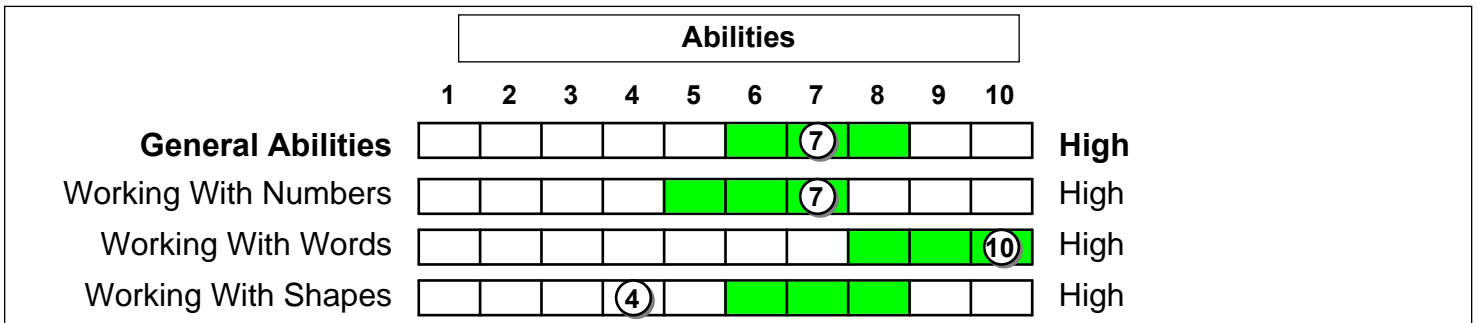 Abilities
1 2 3 4 5 6 7 8 9 10
General Abilities 7 High
Working With Numbers 7 High
Working With Words 10 High
Working With Shapes 4 High